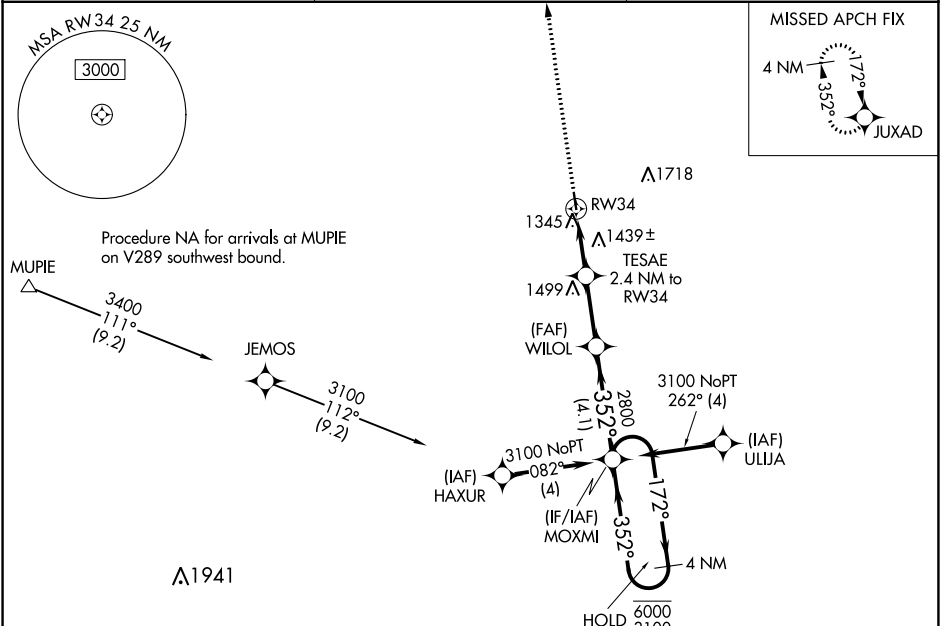 MSA RW34 25 NM
3000
MISSED APCH FIX
4 NM
172°
352°
JUXAD
1718
RW34
1345
1439±
Procedure NA for arrivals at MUPIE
on V289 southwest bound.
TESAE
2.4 NM to
RW34
1499
MUPIE
3400
111°
(9.2)
(FAF)
WILOL
JEMOS
3100
112°
(9.2)
2800
352°
(4.1)
3100 NoPT
262° (4)
(IAF)
ULIJA
3100 NoPT
082°
(4)
(IAF)
HAXUR
(IF/IAF)
MOXMI
172°
352°
4 NM
1941
HOLD
6000
3100